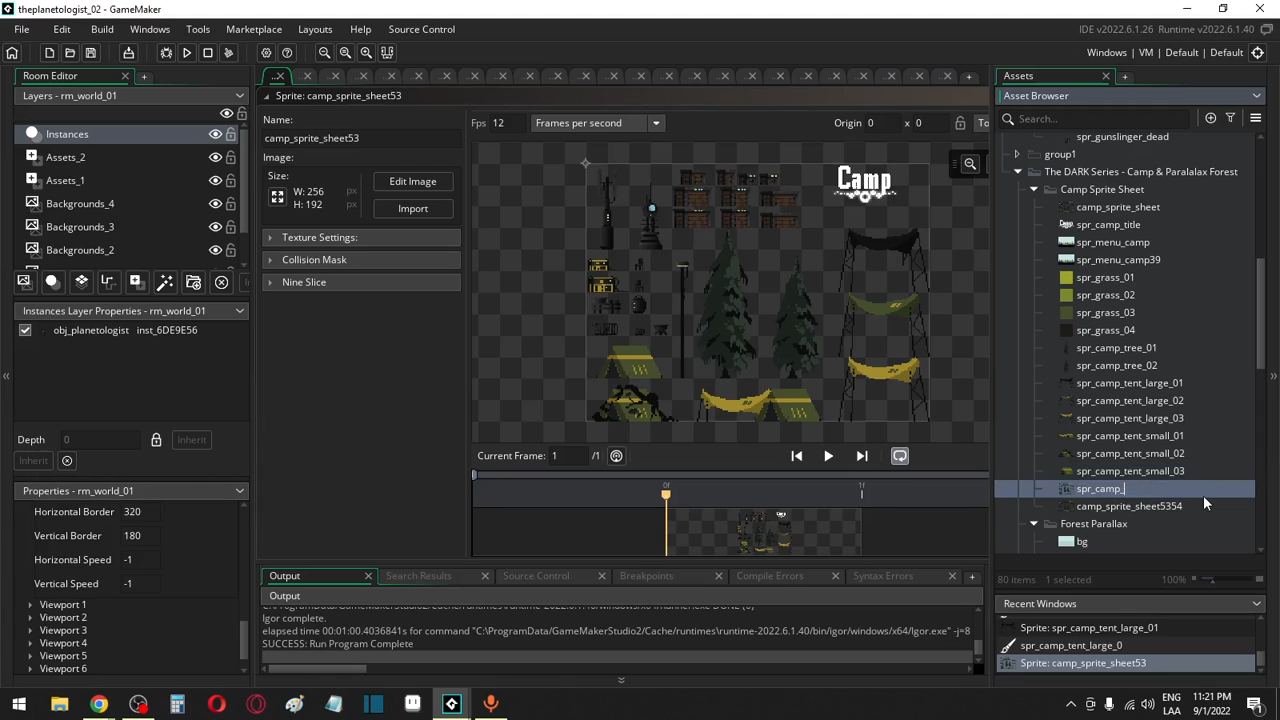 theplanetologist_02 - GameMaker
File Edit Build Windows Tools Marketplace Layouts Help Source Control
IDE v2022.6.1.26 Runtime v2022.6.1.40
Windows | VM | Default | Default
Room Editor
Layers - rm_world_01
Instances
Assets_2
Assets_1
Backgrounds_4
Backgrounds_3
Backgrounds_2
Instances Layer Properties - rm_world_01
obj_planetologist inst_6DE9E56
Depth 0 Inherit
Inherit
Properties - rm_world_01
Horizontal Border 320
Vertical Border 180
Horizontal Speed -1
Vertical Speed -1
Viewport 1
Viewport 2
Viewport 3
Viewport 4
Viewport 5
Viewport 6
...
Sprite: camp_sprite_sheet53
Name:
camp_sprite_sheet53
Image:
Size:
W: 256 px
H: 192 px
Edit Image
Import
Texture Settings:
Collision Mask
Nine Slice
Fps 12 Frames per second Origin 0 x 0 To
Camp
Current Frame: 1 /1
0f 1f
Output Search Results Source Control Breakpoints Compile Errors Syntax Errors
Output
Igor complete.
elapsed time 00:01:00.4036841s for command "C:\ProgramData/GameMakerStudio2/Cache/runtimes\runtime-2022.6.1.40/bin/igor/windows/x64/Igor.exe" -j=8
SUCCESS: Run Program Complete
Assets
Asset Browser
Search...
spr_gunslinger_dead
group1
The DARK Series - Camp & Paralalax Forest
Camp Sprite Sheet
camp_sprite_sheet
spr_camp_title
spr_menu_camp
spr_menu_camp39
spr_grass_01
spr_grass_02
spr_grass_03
spr_grass_04
spr_camp_tree_01
spr_camp_tree_02
spr_camp_tent_large_01
spr_camp_tent_large_02
spr_camp_tent_large_03
spr_camp_tent_small_01
spr_camp_tent_small_02
spr_camp_tent_small_03
spr_camp_
camp_sprite_sheet5354
Forest Parallax
bg
80 items 1 selected 100%
Recent Windows
Sprite: spr_camp_tent_large_01
spr_camp_tent_large_0
Sprite: camp_sprite_sheet53
ENG
LAA
11:21 PM
9/1/2022